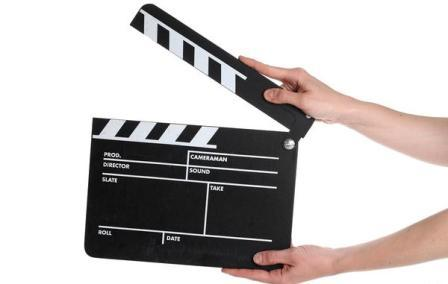 PROD. CAMERAMAN
DIRECTOR SOUND
SLATE TAKE
ROLL DATE